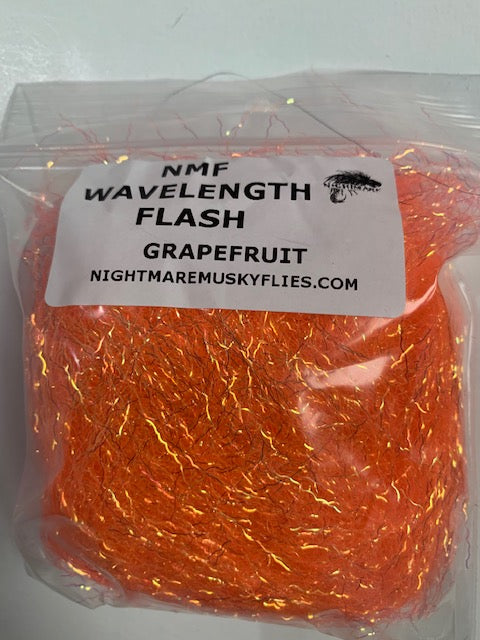 NMF
WAVELENGTH
FLASH
GRAPEFRUIT
NIGHTMAREMUSKYFLIES.COM